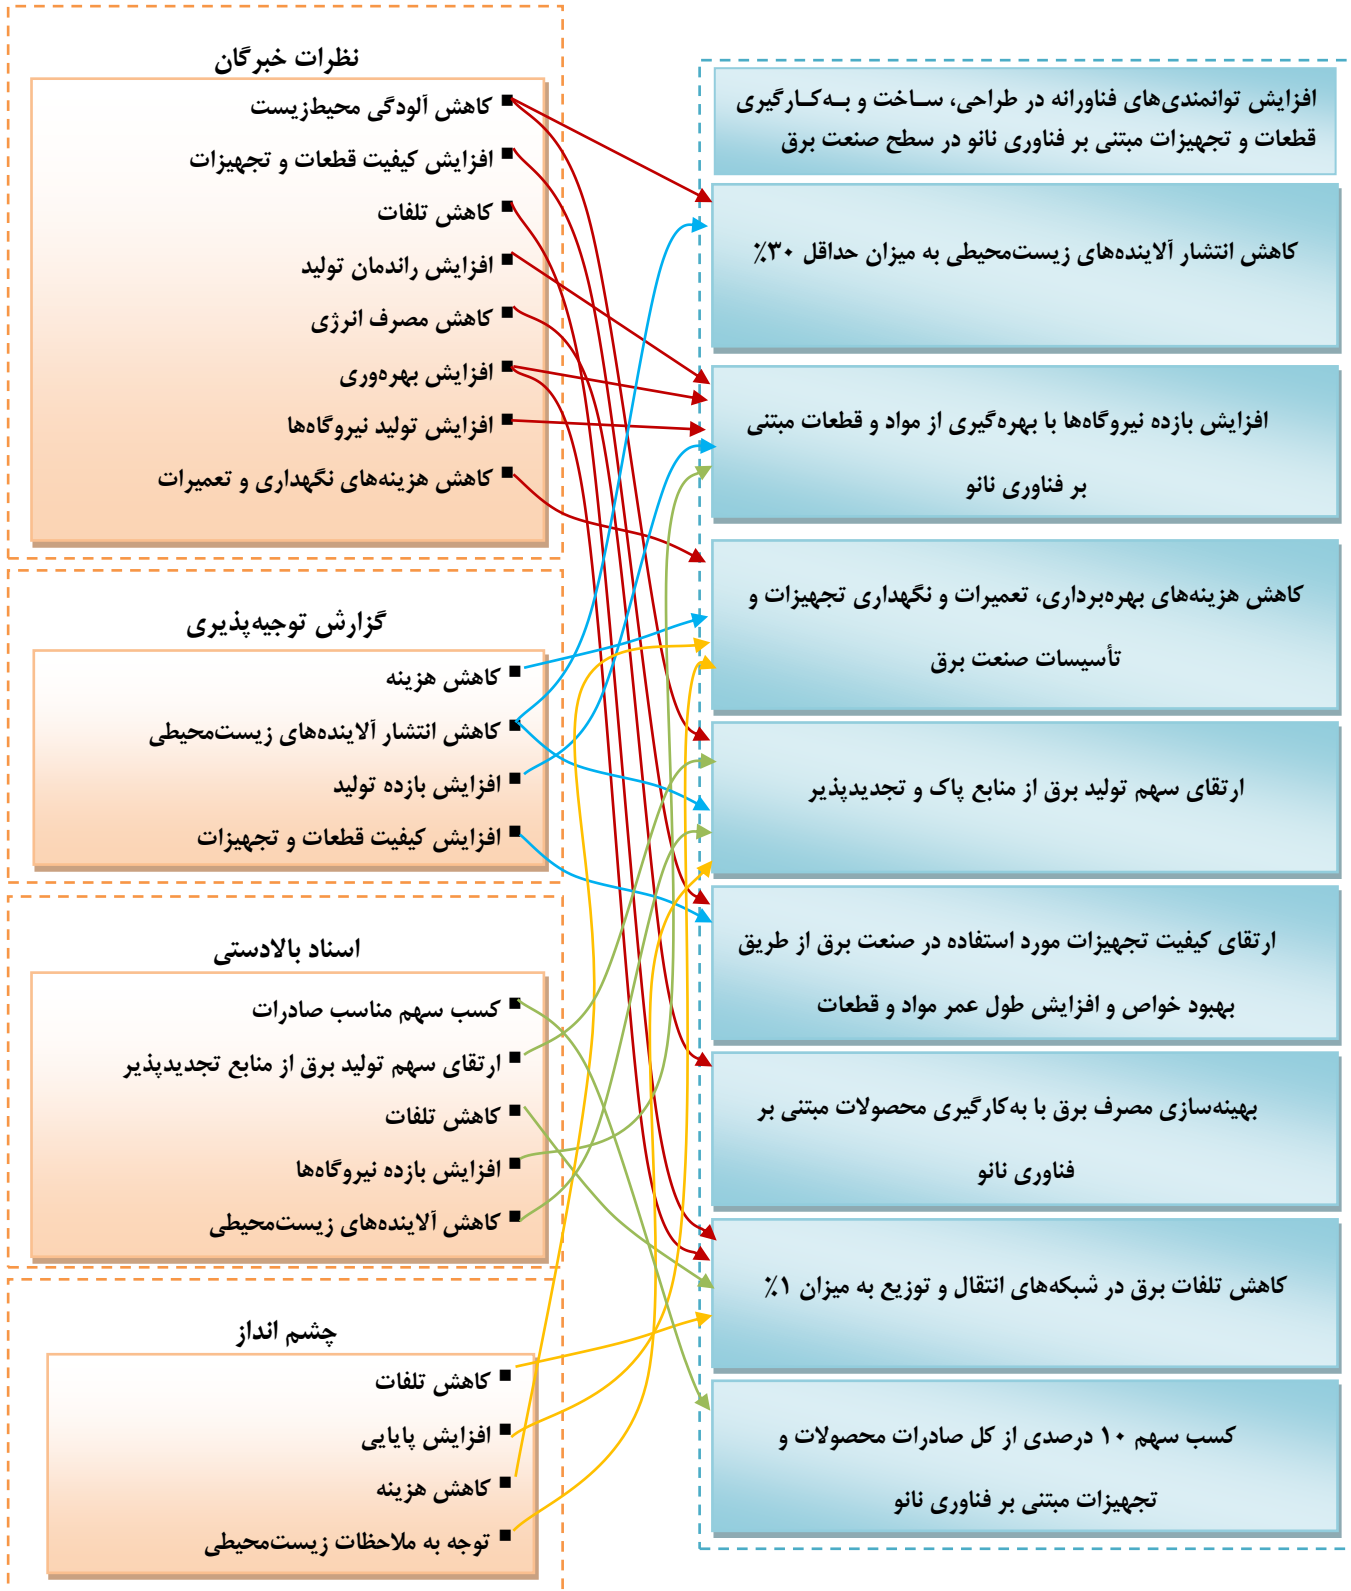 نظرات خبرگان
کاهش آلودگی محیط‌زیست
افزایش کیفیت قطعات و تجهیزات
کاهش تلفات
افزایش راندمان تولید
کاهش مصرف انرژی
افزایش بهره‌وری
افزایش تولید نیروگاه‌ها
کاهش هزینه‌های نگهداری و تعمیرات
گزارش توجیه‌پذیری
کاهش هزینه
کاهش انتشار آلاینده‌های زیست‌محیطی
افزایش بازده تولید
افزایش کیفیت قطعات و تجهیزات
اسناد بالادستی
کسب سهم مناسب صادرات
ارتقای سهم تولید برق از منابع تجدیدپذیر
کاهش تلفات
افزایش بازده نیروگاه‌ها
کاهش آلاینده‌های زیست‌محیطی
چشم انداز
کاهش تلفات
افزایش پایایی
کاهش هزینه
توجه به ملاحظات زیست‌محیطی
افزایش توانمندی‌های فناورانه در طراحی، ساخت و به‌کارگیری
قطعات و تجهیزات مبتنی بر فناوری نانو در سطح صنعت برق
کاهش انتشار آلاینده‌های زیست‌محیطی به میزان حداقل ۳۰٪
افزایش بازده نیروگاه‌ها با بهره‌گیری از مواد و قطعات مبتنی
بر فناوری نانو
کاهش هزینه‌های بهره‌برداری، تعمیرات و نگهداری تجهیزات و
تأسیسات صنعت برق
ارتقای سهم تولید برق از منابع پاک و تجدیدپذیر
ارتقای کیفیت تجهیزات مورد استفاده در صنعت برق از طریق
بهبود خواص و افزایش طول عمر مواد و قطعات
بهینه‌سازی مصرف برق با به‌کارگیری محصولات مبتنی بر
فناوری نانو
کاهش تلفات برق در شبکه‌های انتقال و توزیع به میزان ۱٪
کسب سهم ۱۰ درصدی از کل صادرات محصولات و
تجهیزات مبتنی بر فناوری نانو